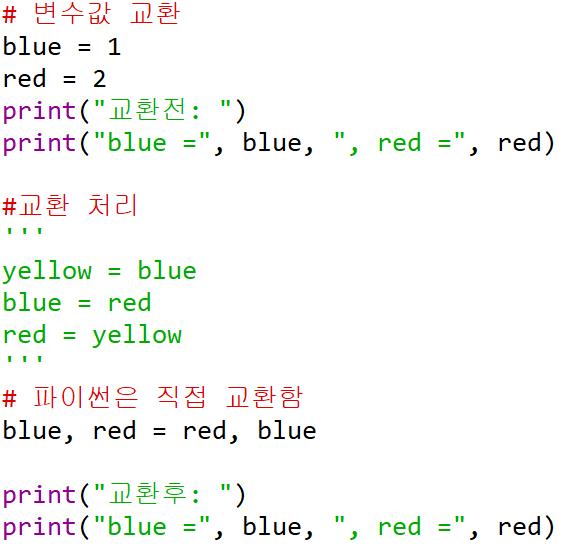 # 변수값 교환
blue = 1
red = 2
print("교환전: ")
print("blue =", blue, ", red =", red)
#교환 처리
'''
yellow = blue
blue = red
red = yellow
'''
# 파이썬은 직접 교환함
blue, red = red, blue
print("교환후: ")
print("blue =", blue, ", red =", red)